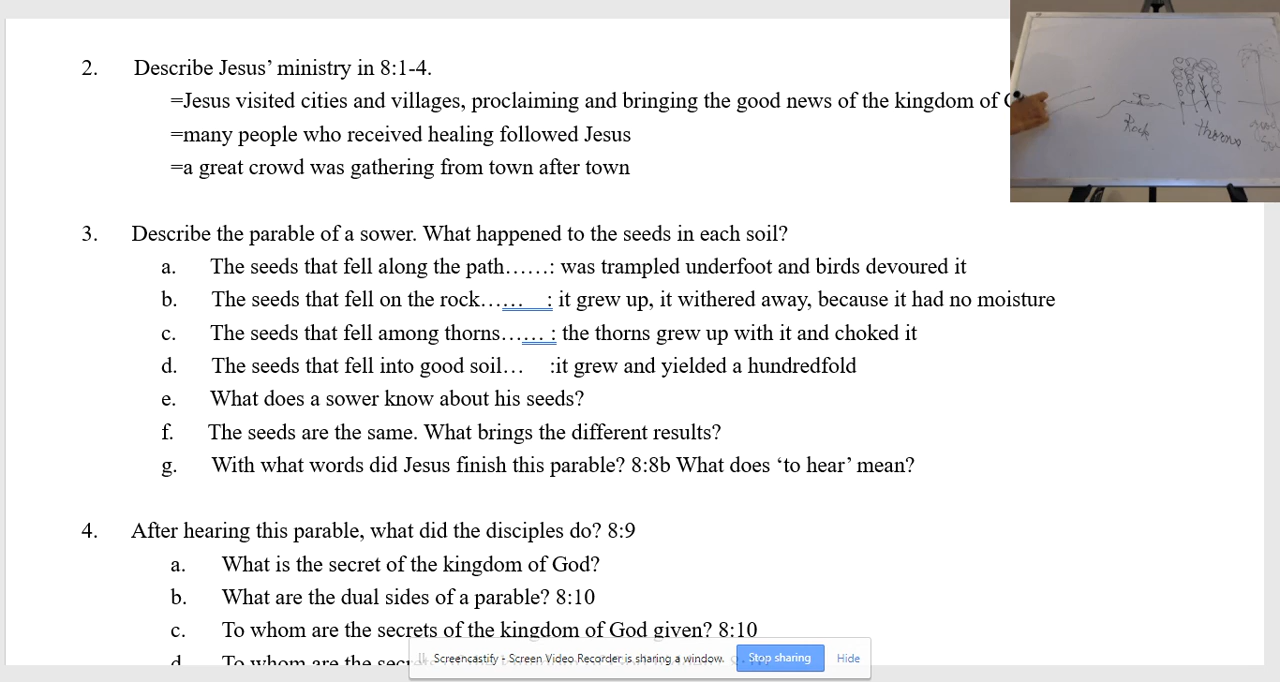 2. Describe Jesus’ ministry in 8:1-4.
=Jesus visited cities and villages, proclaiming and bringing the good news of the kingdom of
=many people who received healing followed Jesus
=a great crowd was gathering from town after town
3. Describe the parable of a sower. What happened to the seeds in each soil?
a. The seeds that fell along the path……: was trampled underfoot and birds devoured it
b. The seeds that fell on the rock…… : it grew up, it withered away, because it had no moisture
c. The seeds that fell among thorns…… : the thorns grew up with it and choked it
d. The seeds that fell into good soil… :it grew and yielded a hundredfold
e. What does a sower know about his seeds?
f. The seeds are the same. What brings the different results?
g. With what words did Jesus finish this parable? 8:8b What does ‘to hear’ mean?
4. After hearing this parable, what did the disciples do? 8:9
a. What is the secret of the kingdom of God?
b. What are the dual sides of a parable? 8:10
c. To whom are the secrets of the kingdom of God given? 8:10
d To whom are the
Screencastify - Screen Video Recorder is sharing a window. Stop sharing Hide
Rock
thorns